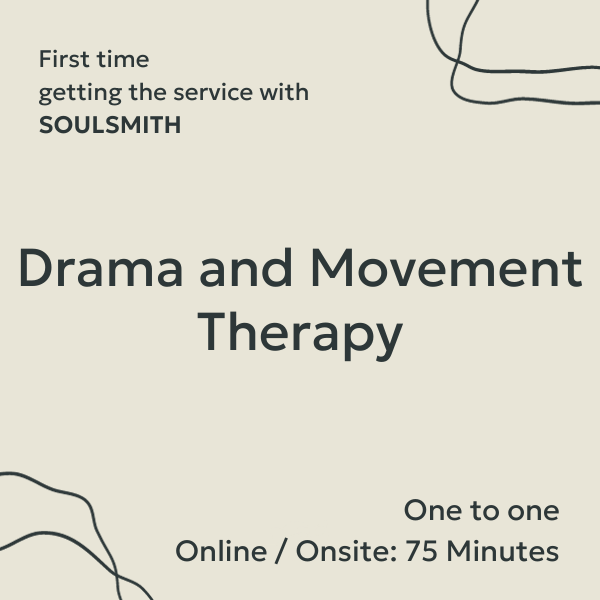 First time
getting the service with
SOULSMITH
Drama and Movement
Therapy
One to one
Online / Onsite: 75 Minutes